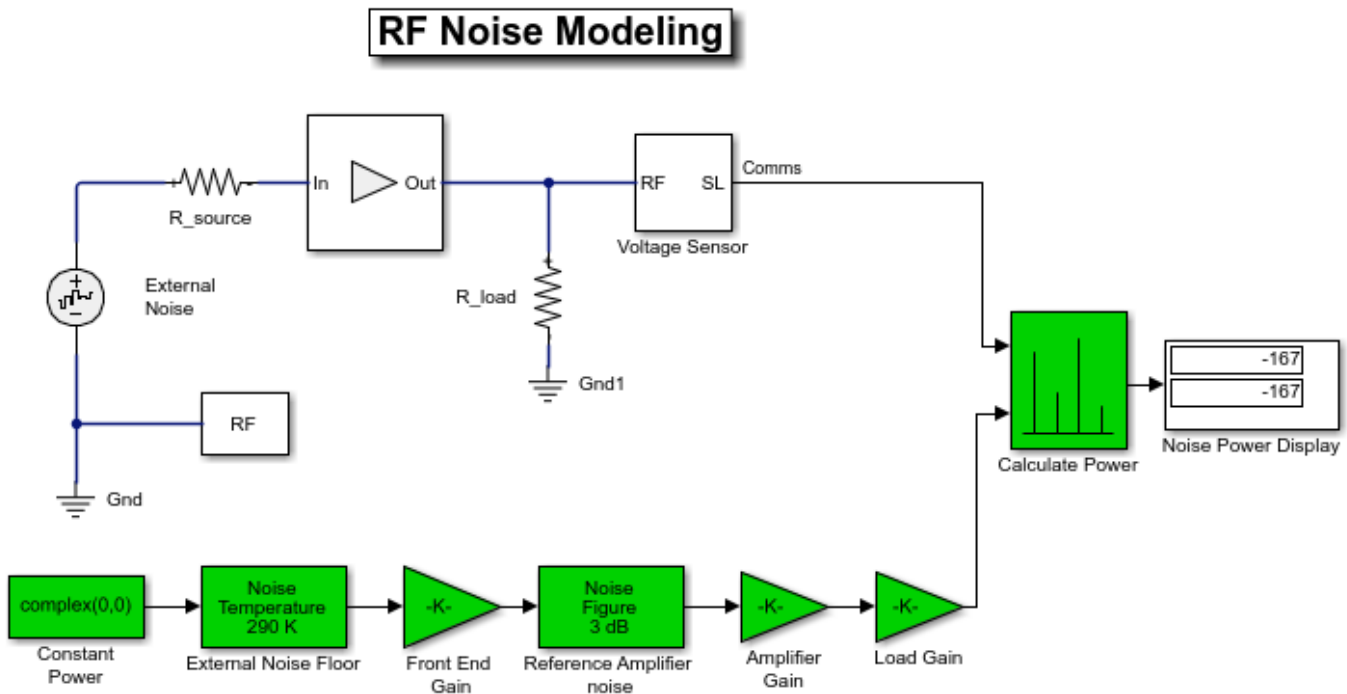 RF Noise Modeling
In
Out
RF
SL
Comms
R_source
Voltage Sensor
External
Noise
R_load
Gnd1
RF
Gnd
-167
-167
Noise Power Display
Calculate Power
complex(0,0)
Constant
Power
Noise
Temperature
290 K
External Noise Floor
-K-
Front End
Gain
Noise
Figure
3 dB
Reference Amplifier
noise
-K-
Amplifier
Gain
-K-
Load Gain